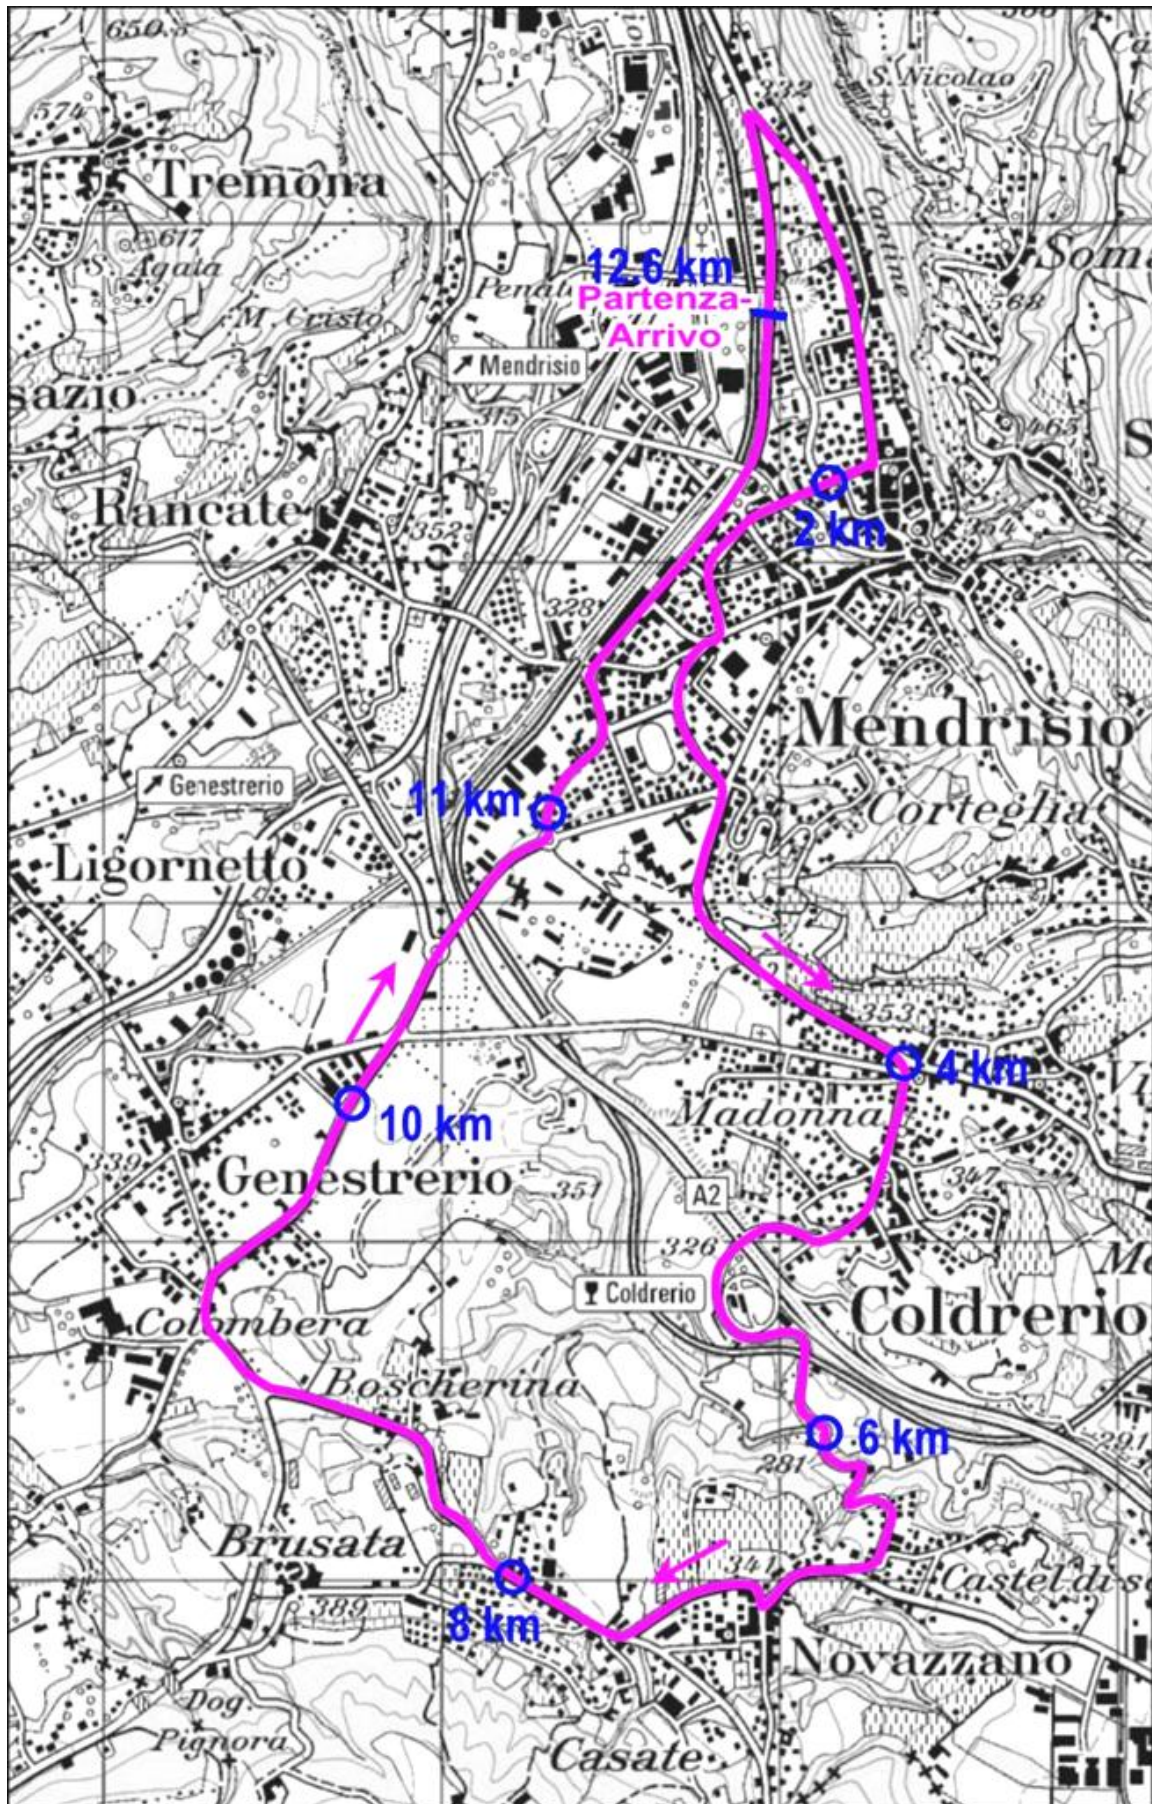 650.3
574
S. Nicolao
332
Tremona
617
S. Agata
Cantine
12.6 km
Partenza-
Arrivo
M. Cristo
568
Mendrisio
315
sazio
465
Rancate
352
2 km
354
328
Mendrisio
Genestrerio
11 km
Corteglia
Ligornetto
353
4 km
Madonna
10 km
339
Genestrerio
351
A2
347
326
Coldrerio
Coldrerio
Colombera
Boscherina
6 km
281
291
Brusata
341
389
8 km
Novazzano
Dog.
Pignora
Casate